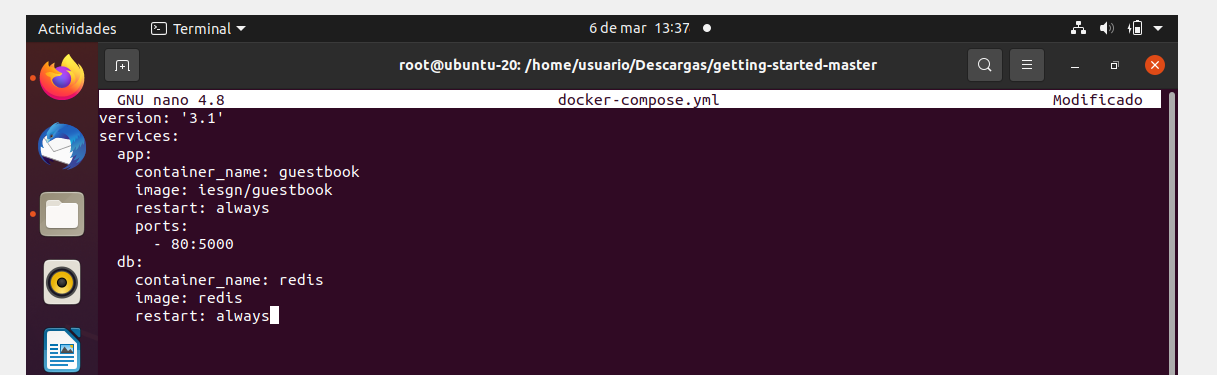 Actividades Terminal 6 de mar 13:37
root@ubuntu-20: /home/usuario/Descargas/getting-started-master
GNU nano 4.8 docker-compose.yml Modificado
version: '3.1'
services:
  app:
    container_name: guestbook
    image: iesgn/guestbook
    restart: always
    ports:
      - 80:5000
  db:
    container_name: redis
    image: redis
    restart: always